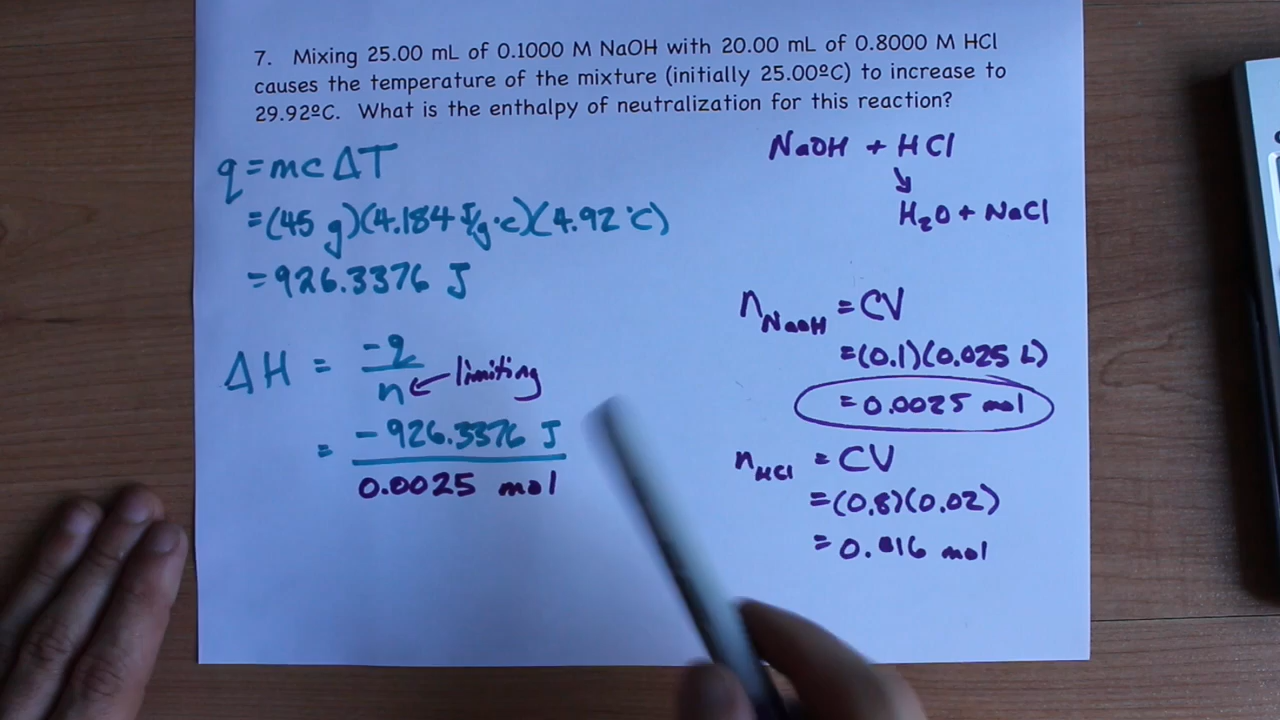 7. Mixing 25.00 mL of 0.1000 M NaOH with 20.00 mL of 0.8000 M HCl
causes the temperature of the mixture (initially 25.00ºC) to increase to
29.92ºC. What is the enthalpy of neutralization for this reaction?
q = mcΔT
= (45 g)(4.184 J/g·°C)(4.92 °C)
= 926.3376 J
ΔH = -q/n ← limiting
= -926.3376 J
0.0025 mol
NaOH + HCl
↘
H₂O + NaCl
n NaOH = CV
= (0.1)(0.025 L)
= 0.0025 mol
n HCl = CV
= (0.8)(0.02)
= 0.016 mol